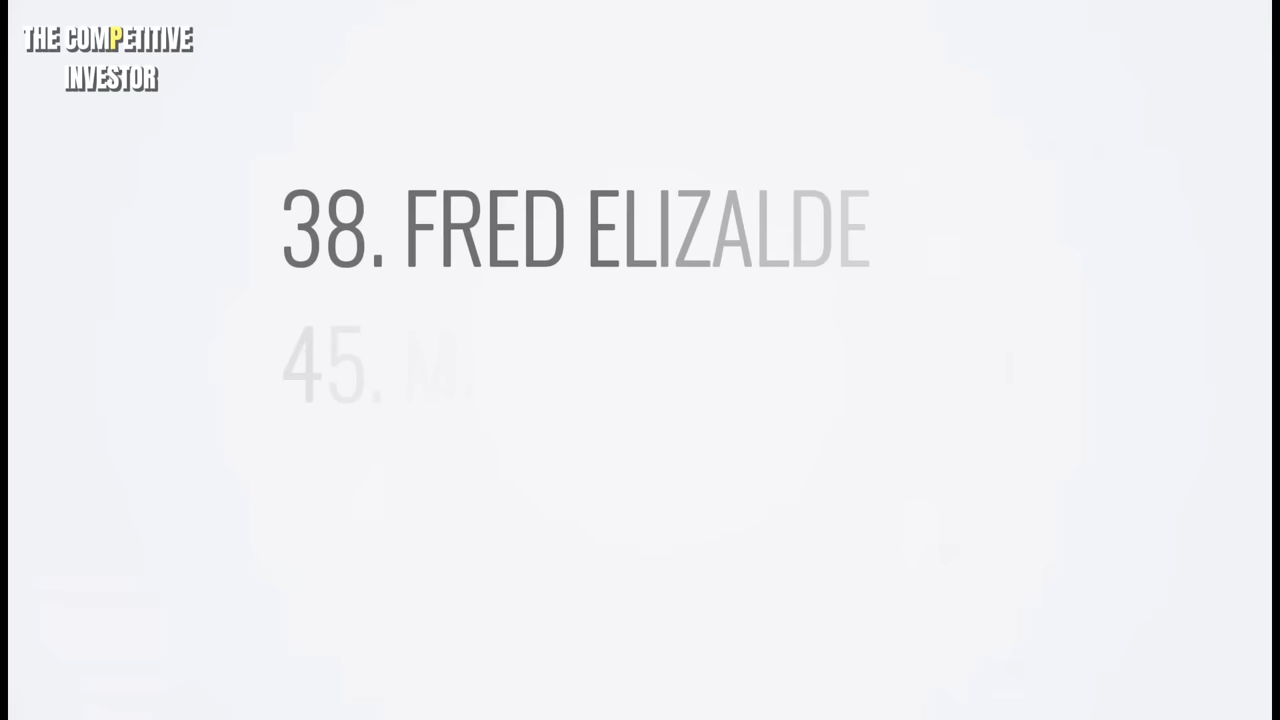 THE COMPETITIVE
INVESTOR
38. FRED ELIZALDE
45. M.